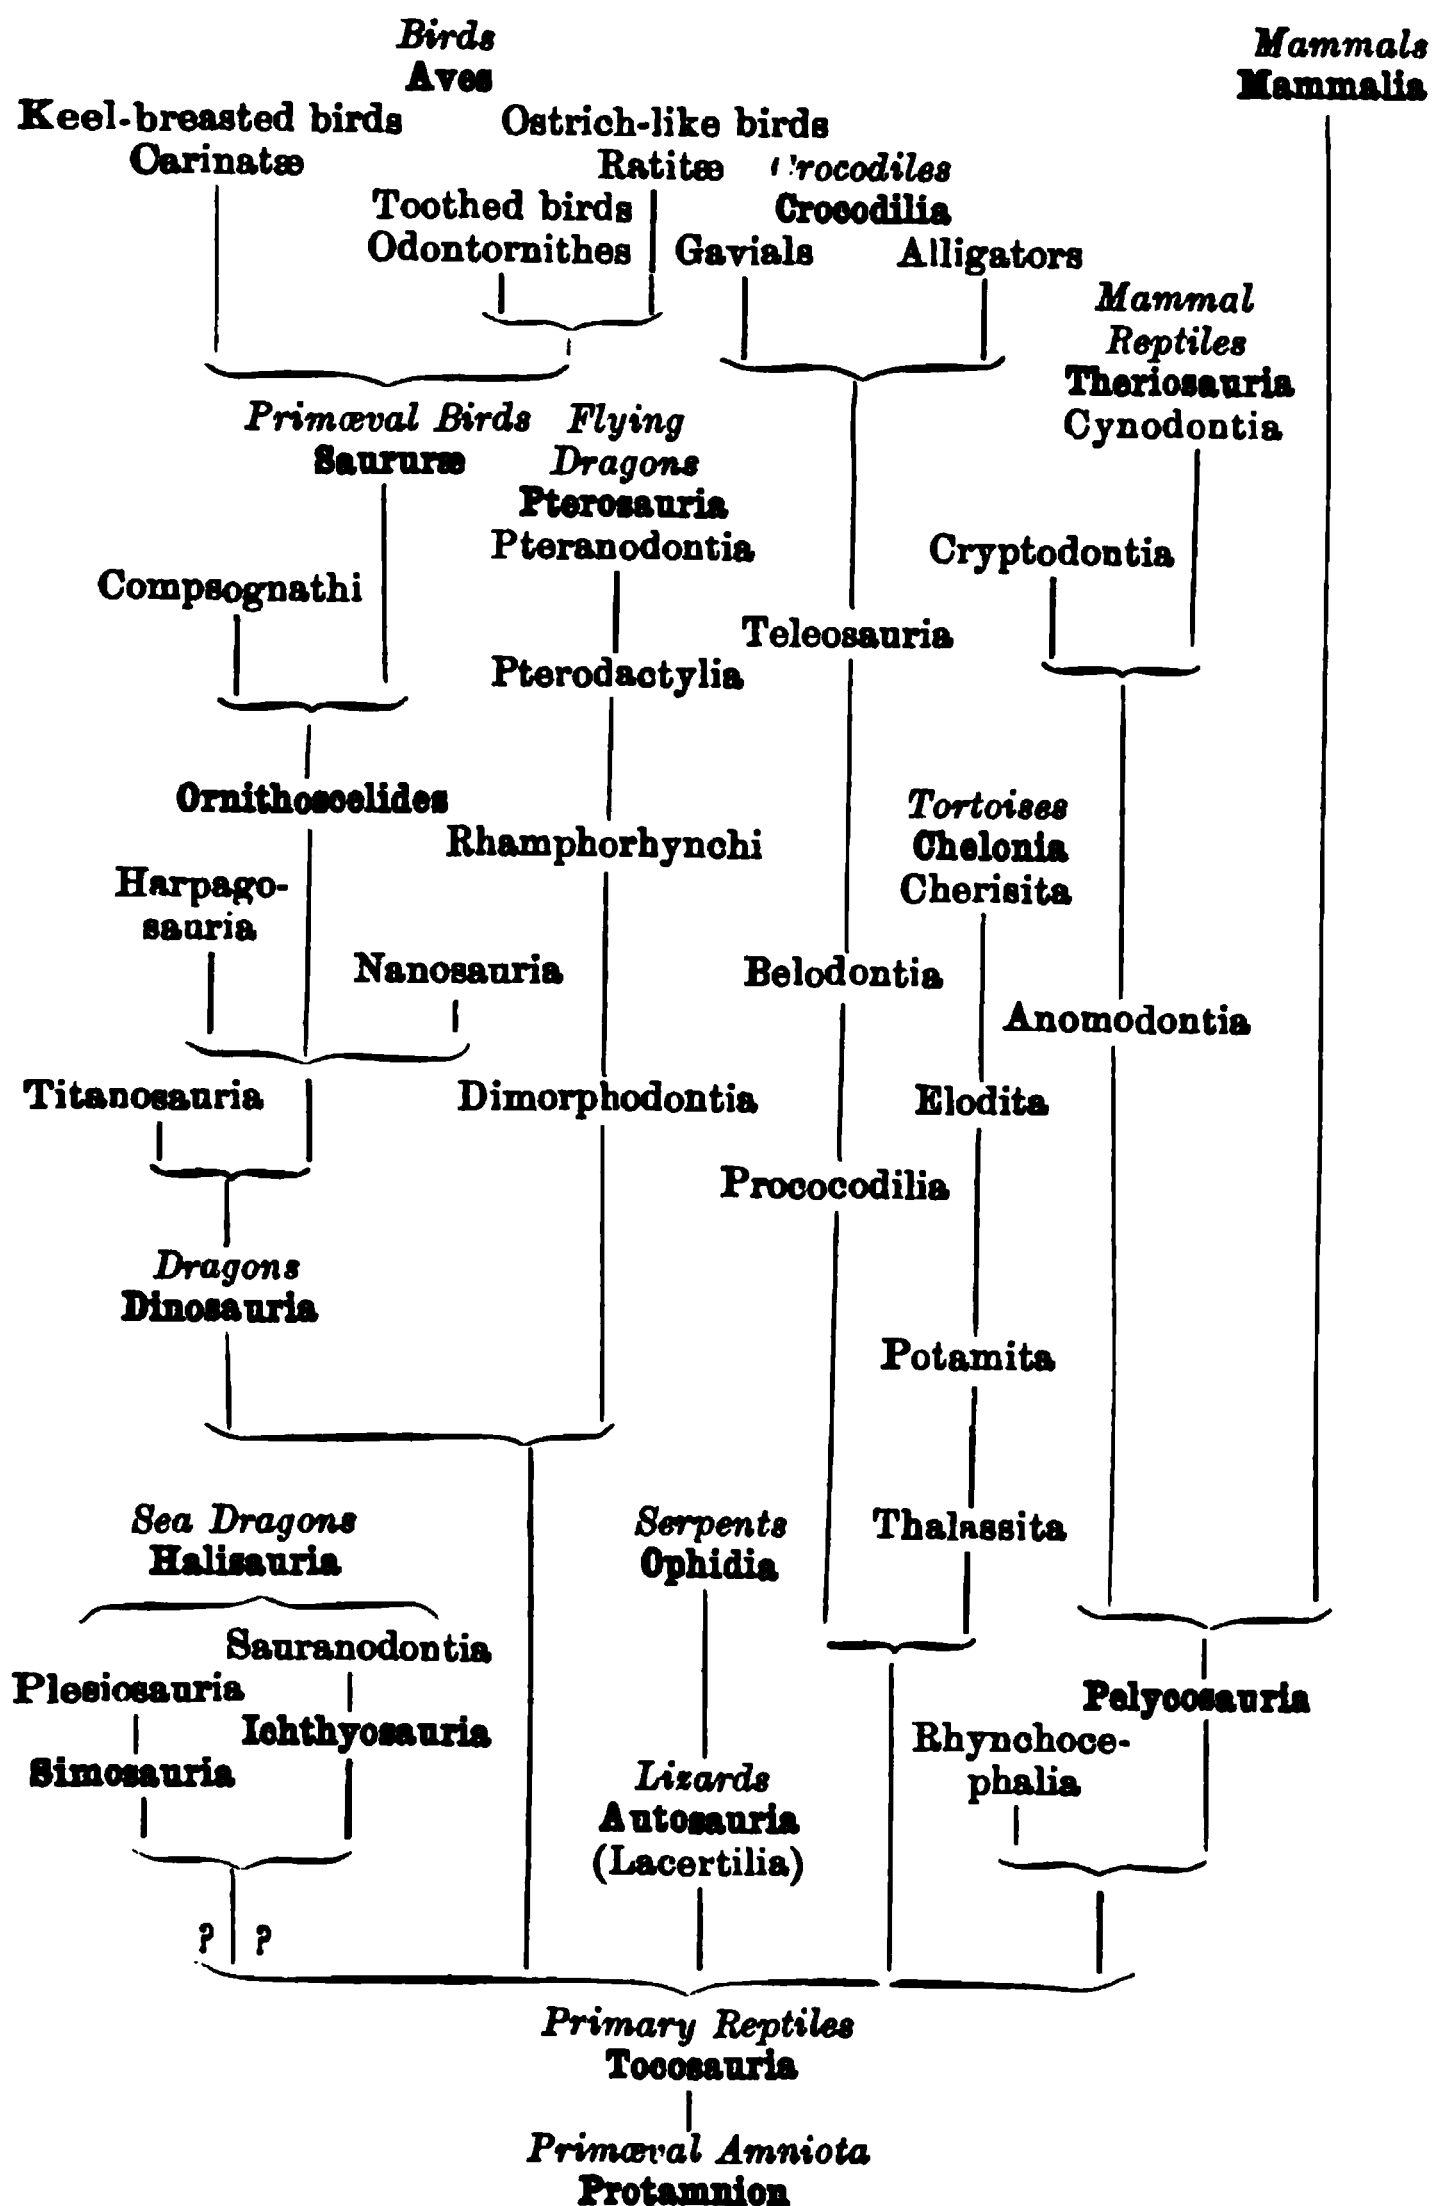 Birds
Aves
Mammals
Mammalia
Keel-breasted birds
Carinatæ
Ostrich-like birds
Ratitæ
Crocodiles
Crocodilia
Toothed birds
Odontornithes
Gavials
Alligators
Mammal
Reptiles
Theriosauria
Cynodontia
Primæval Birds
Saururæ
Flying
Dragons
Pterosauria
Pteranodontia
Cryptodontia
Compsognathi
Teleosauria
Pterodactylia
Ornithoscelides
Rhamphorhynchi
Tortoises
Chelonia
Cherisita
Harpago-
sauria
Nanosauria
Belodontia
Anomodontia
Titanosauria
Dimorphodontia
Elodita
Prococodilia
Dragons
Dinosauria
Potamita
Sea Dragons
Halisauria
Serpents
Ophidia
Thalassita
Sauranodontia
Plesiosauria
Ichthyosauria
Simosauria
Pelycosauria
Rhynchoce-
phalia
Lizards
Autosauria
(Lacertilia)
? ?
Primary Reptiles
Tocosauria
Primæval Amniota
Protamnion